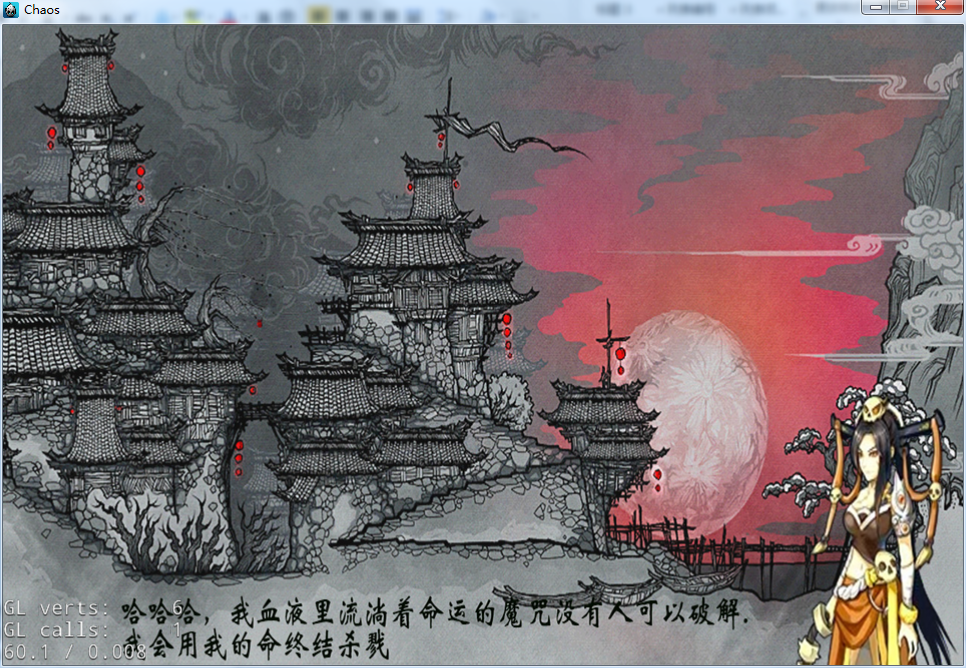 Chaos
GL verts: 6
哈哈哈，我血液里流淌着命运的魔咒没有人可以破解.
GL calls: 1
我会用我的命终结杀戮
60.1 / 0.008